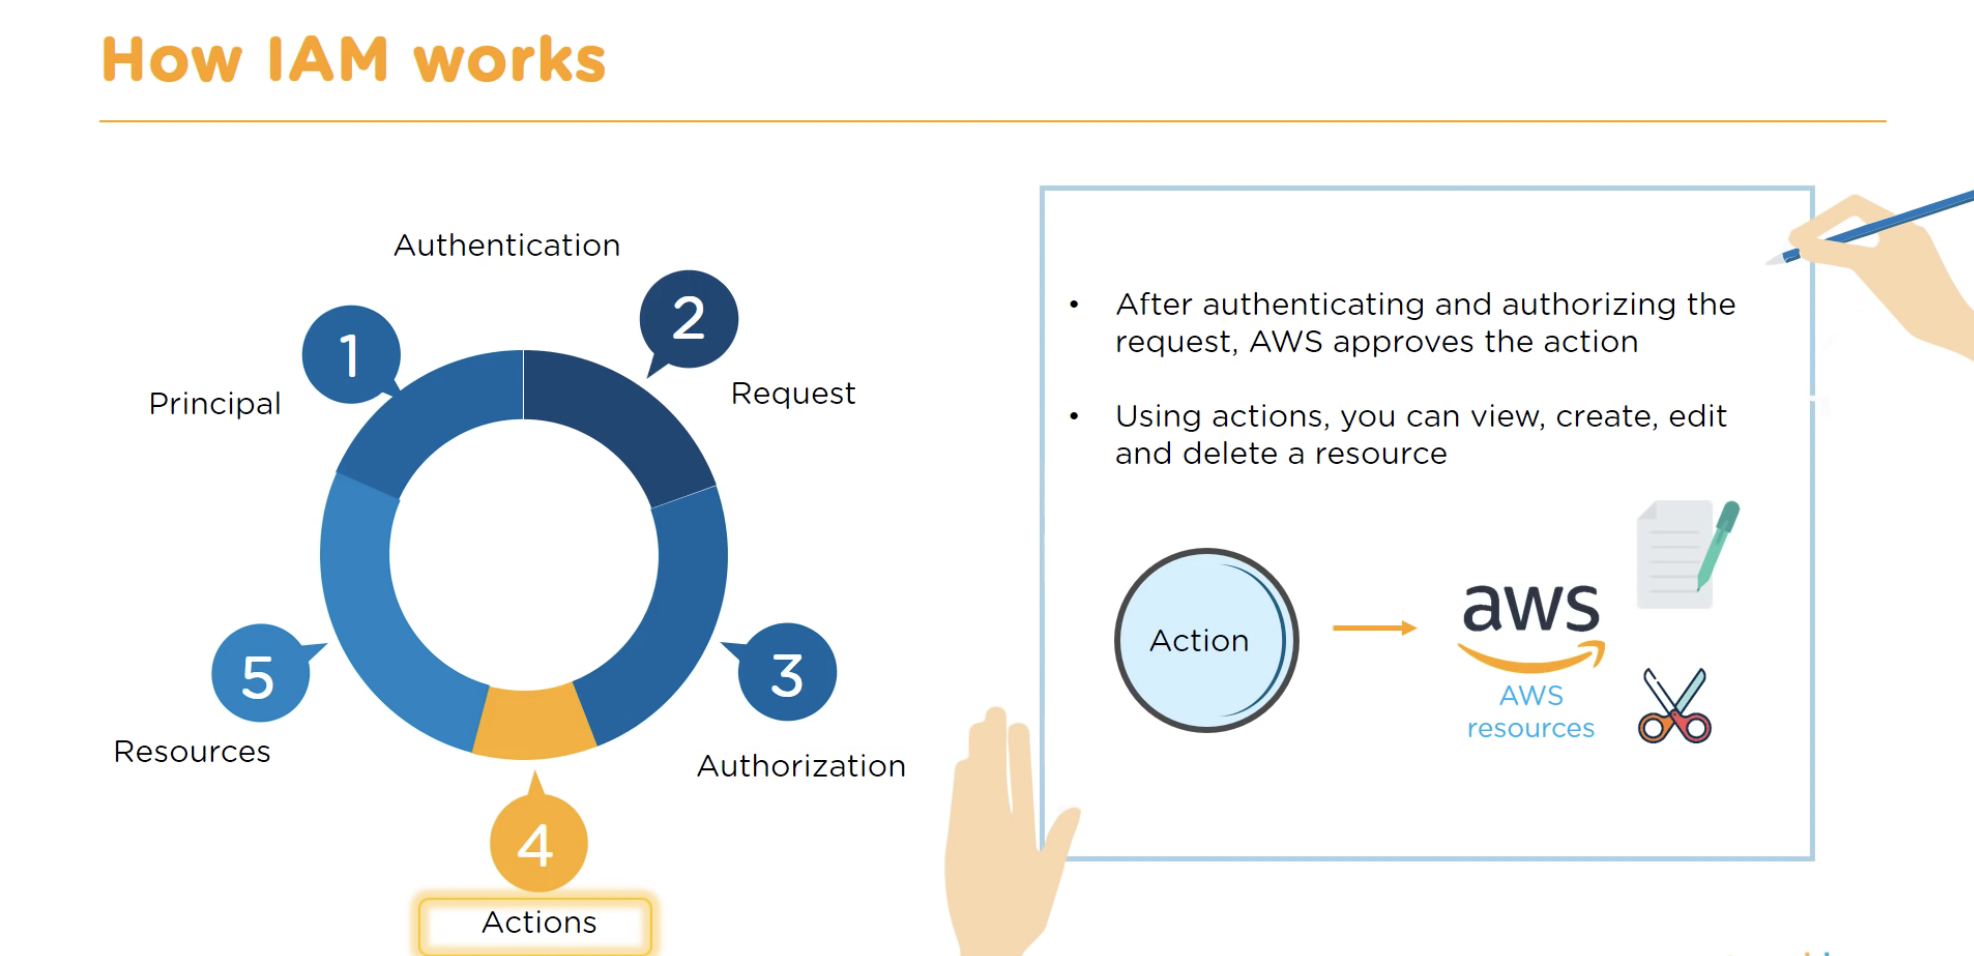 How IAM works
Authentication
1
2
Principal
Request
5
3
Resources
Authorization
4
Actions
• After authenticating and authorizing the
request, AWS approves the action
• Using actions, you can view, create, edit
and delete a resource
Action
aws
AWS
resources